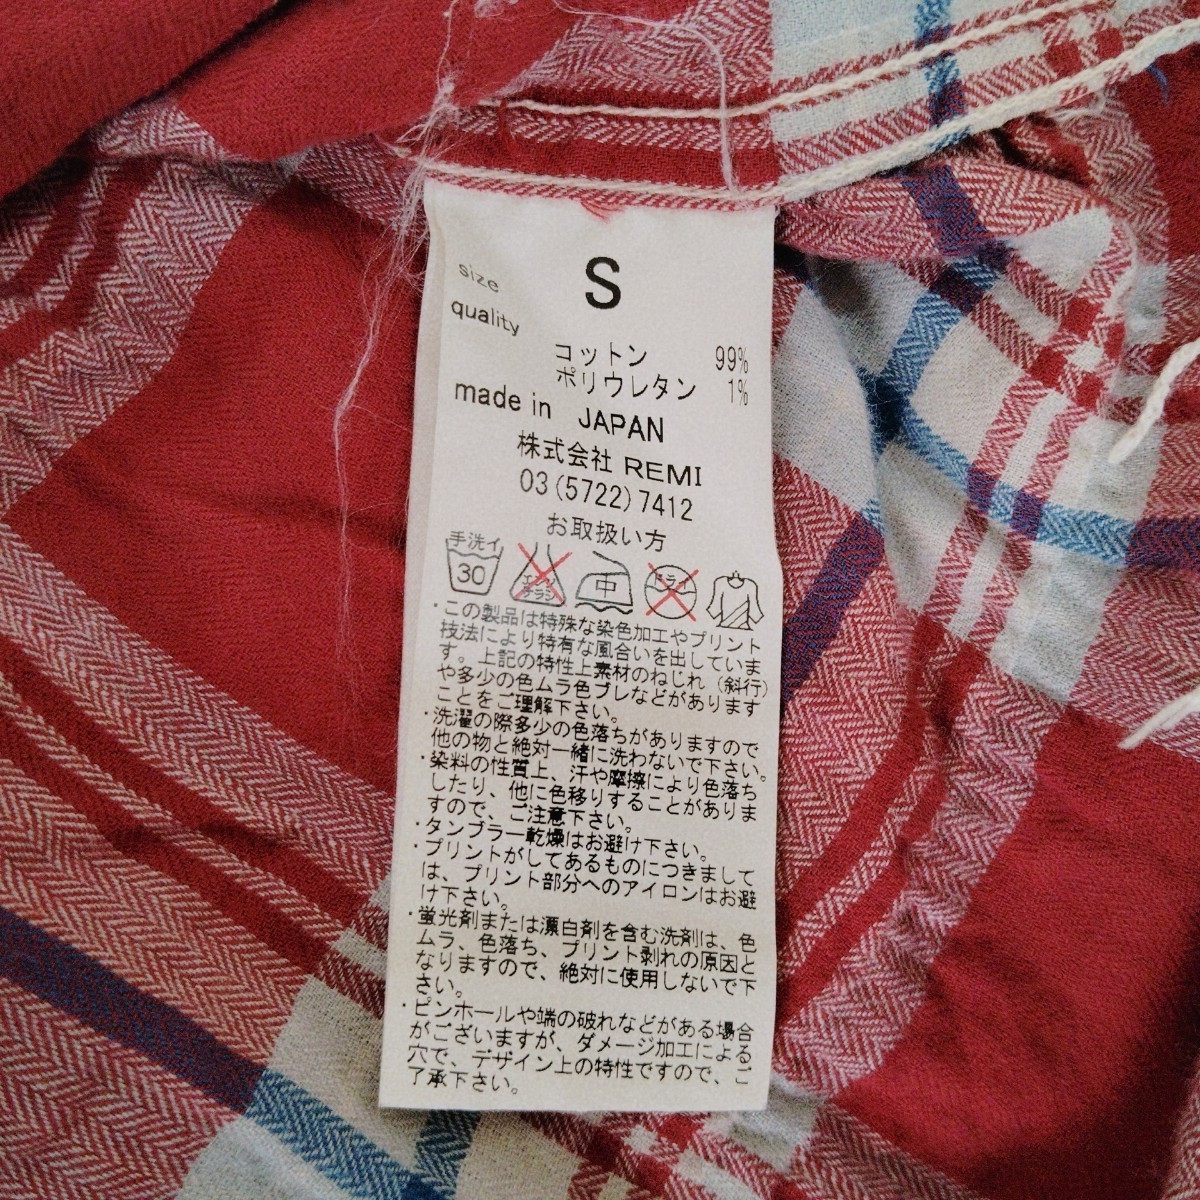 size S
quality
コットン 99%
ポリウレタン 1%
made in JAPAN
株式会社 REMI
03(5722)7412
お取扱い方
手洗イ
30
エンソ
チラシ
中
ドライ
・この製品は特殊な染色加工やプリント
技法により特有な風合いを出していま
す。上記の特性上素材のねじれ（斜行）
や多少の色ムラ色ブレなどがあります
ことをご理解下さい。
・洗濯の際多少の色落ちがありますので
他の物と絶対一緒に洗わないで下さい。
・染料の性質上、汗や摩擦により色落ち
したり、他に色移りすることがありま
すので、ご注意下さい。
・タンブラー乾燥はお避け下さい。
・プリントがしてあるものにつきまして
は、プリント部分へのアイロンはお避
け下さい。
・蛍光剤または漂白剤を含む洗剤は、色
ムラ、色落ち、プリント剥れの原因と
なりますので、絶対に使用しないで下
さい。
・ピンホールや端の破れなどがある場合
がございますが、ダメージ加工による
穴で、デザイン上の特性ですので、ご
了承下さい。